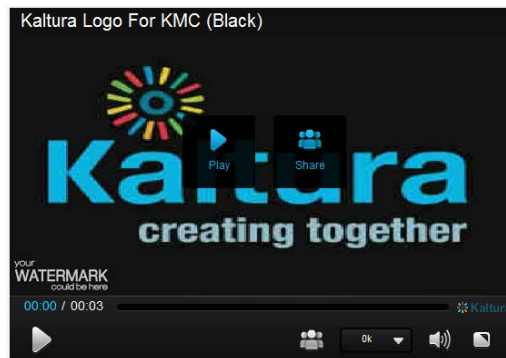 Kaltura Logo For KMC (Black)
Play
Share
Kaltura
creating together
your
WATERMARK
could be here
00:00 / 00:03
Kaltura
0k